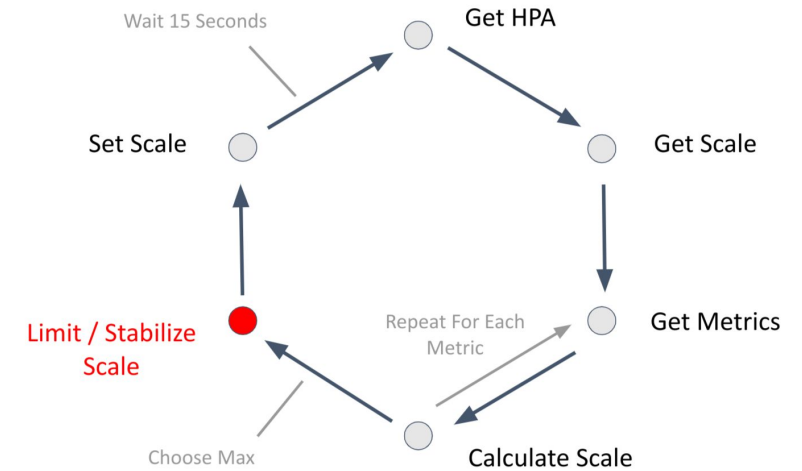 Wait 15 Seconds
Get HPA
Set Scale
Get Scale
Limit / Stabilize
Scale
Repeat For Each
Metric
Get Metrics
Choose Max
Calculate Scale